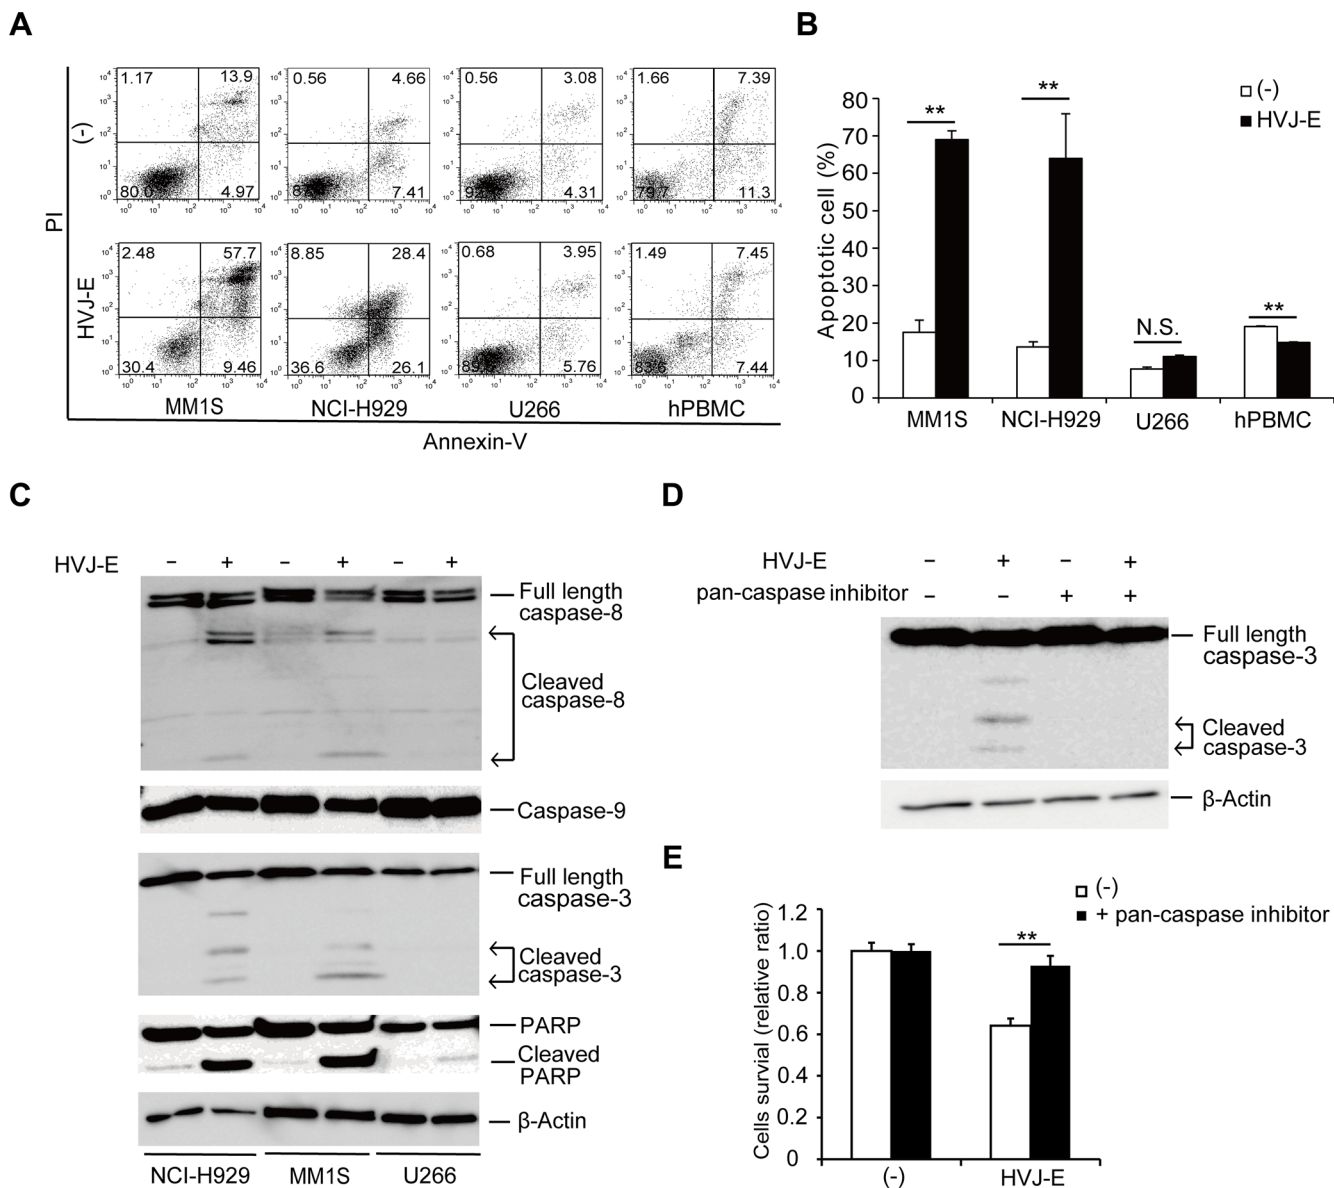 A
B
PI
(-)
HVJ-E
1.17 13.9
80.0 4.97
0.56 4.66
7.41
0.56 3.08
4.31
1.66 7.39
79.7 11.3
2.48 57.7
30.4 9.46
8.85 28.4
36.6 26.1
0.68 3.95
5.76
1.49 7.45
83.6 7.44
MM1S NCI-H929 U266 hPBMC
Annexin-V
(-)
HVJ-E
Apoptotic cell (%)
80
70
60
50
40
30
20
10
0
** ** N.S. **
MM1S NCI-H929 U266 hPBMC
C
HVJ-E − + − + − +
Full length
caspase-8
Cleaved
caspase-8
Caspase-9
Full length
caspase-3
Cleaved
caspase-3
PARP
Cleaved
PARP
β-Actin
NCI-H929 MM1S U266
D
HVJ-E − + − +
pan-caspase inhibitor − − + +
Full length
caspase-3
Cleaved
caspase-3
β-Actin
E
(-)
+ pan-caspase inhibitor
Cells survial (relative ratio)
1.2
1.0
0.8
0.6
0.4
0.2
0
**
(-) HVJ-E